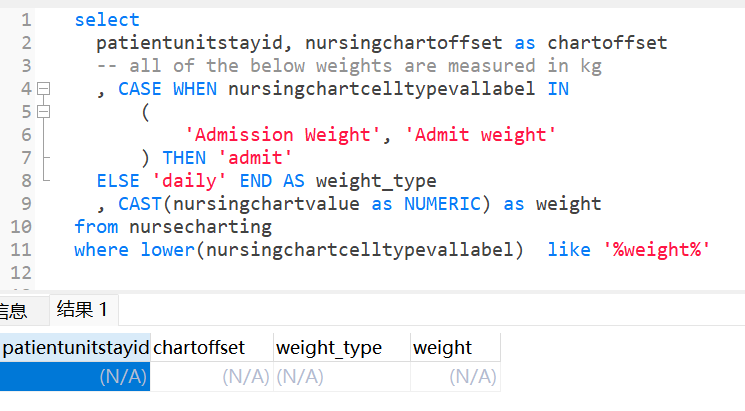 1 select
2 patientunitstayid, nursingchartoffset as chartoffset
3 -- all of the below weights are measured in kg
4 , CASE WHEN nursingchartcelltypevallabel IN
5 (
6 'Admission Weight', 'Admit weight'
7 ) THEN 'admit'
8 ELSE 'daily' END AS weight_type
9 , CAST(nursingchartvalue as NUMERIC) as weight
10 from nursecharting
11 where lower(nursingchartcelltypevallabel)  like '%weight%'
12
信息 结果 1
patientunitstayid chartoffset weight_type weight
(N/A) (N/A) (N/A) (N/A)